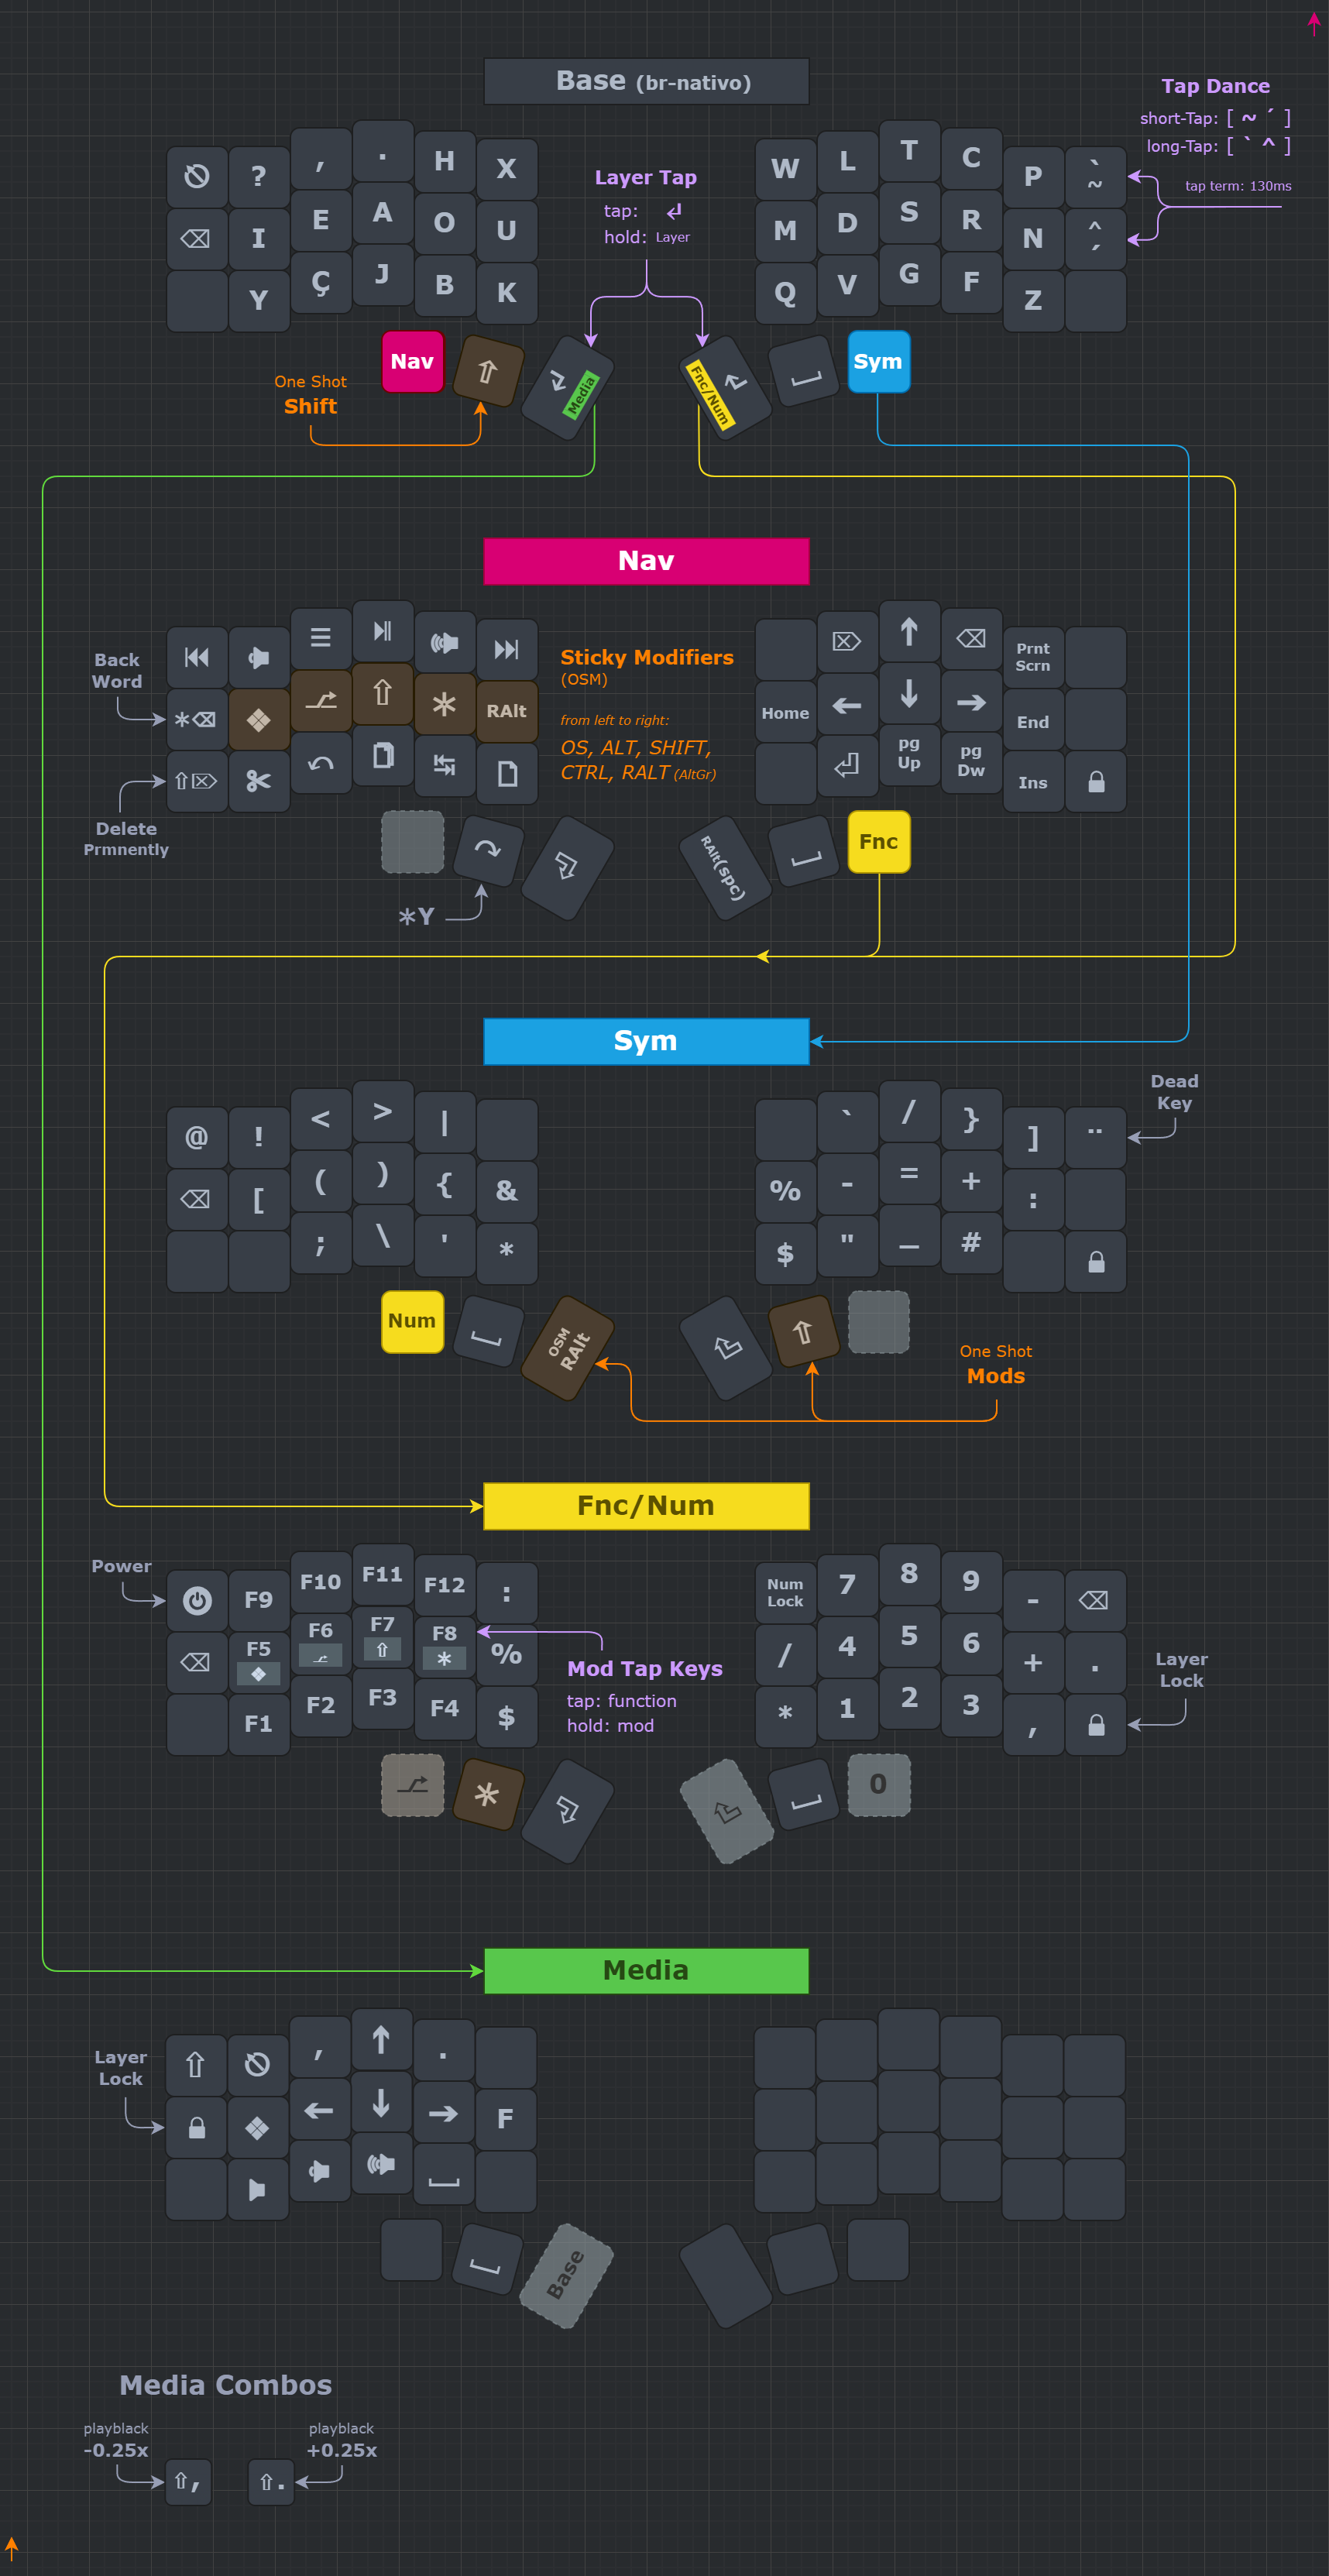 Base (br-nativo)
Tap Dance
short-Tap: [ ~ ´ ]
long-Tap: [ ` ^ ]
tap term: 130ms
? , . H X
W L T C P ` ~
Layer Tap
tap: ↲
hold: Layer
⌫ I E A O U
M D S R N ^ ´
Y Ç J B K
Q V G F Z
Nav ⇧ Media
Fnc/Num Sym
One Shot
Shift
Nav
Back
Word
Prnt
Scrn
Sticky Modifiers
(OSM)
from left to right:
OS, ALT, SHIFT,
CTRL, RALT (AltGr)
*⌫ ❖ ⇧ * RAlt
Home ← ↓ → End
⇧⌦ ✂
pg
Up
pg
Dw
Ins
Delete
Prmnently
RAlt(spc)
Fnc
*Y
Sym
Dead
Key
@ ! < > |
` / } ] ¨
⌫ [ ( ) { &
% - = + :
; \ ' *
$ " _ #
Num
OSM
RAlt
⇧
One Shot
Mods
Fnc/Num
Power
F9 F10 F11 F12 :
Num
Lock
7 8 9 - ⌫
⌫ F5 ❖ F6 F7 ⇧ F8 * %
/ 4 5 6 + .
Mod Tap Keys
tap: function
hold: mod
Layer
Lock
F1 F2 F3 F4 $
* 1 2 3 ,
*
0
Media
Layer
Lock
⇧ , ↑ .
❖ ← ↓ → F
Base
Media Combos
playblack
-0.25x
playblack
+0.25x
⇧, ⇧.